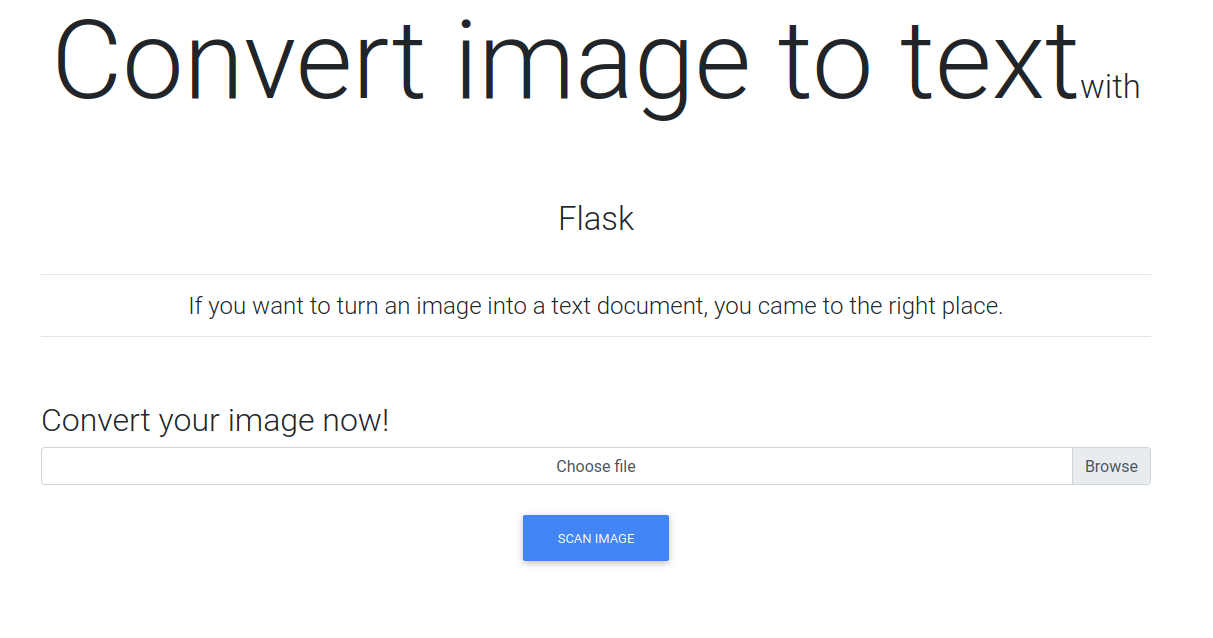 Convert image to text with
Flask
If you want to turn an image into a text document, you came to the right place.
Convert your image now!
Choose file Browse
SCAN IMAGE